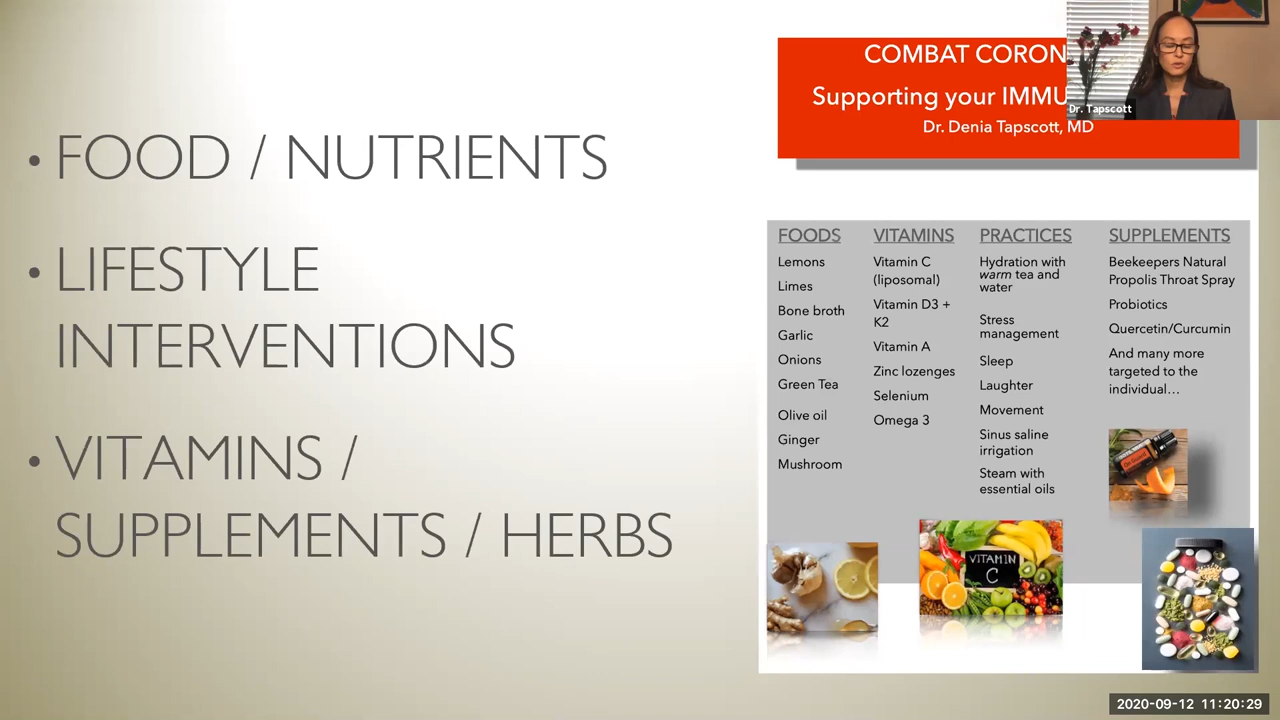 • FOOD / NUTRIENTS
• LIFESTYLE
INTERVENTIONS
• VITAMINS /
SUPPLEMENTS / HERBS
COMBAT CORON
Supporting your IMMU
Dr. Denia Tapscott, MD
Dr. Tapscott
FOODS
Lemons
Limes
Bone broth
Garlic
Onions
Green Tea
Olive oil
Ginger
Mushroom
VITAMINS
Vitamin C
(liposomal)
Vitamin D3 +
K2
Vitamin A
Zinc lozenges
Selenium
Omega 3
PRACTICES
Hydration with
warm tea and
water
Stress
management
Sleep
Laughter
Movement
Sinus saline
irrigation
Steam with
essential oils
SUPPLEMENTS
Beekeepers Natural
Propolis Throat Spray
Probiotics
Quercetin/Curcumin
And many more
targeted to the
individual…
VITAMIN
C
2020-09-12 11:20:29